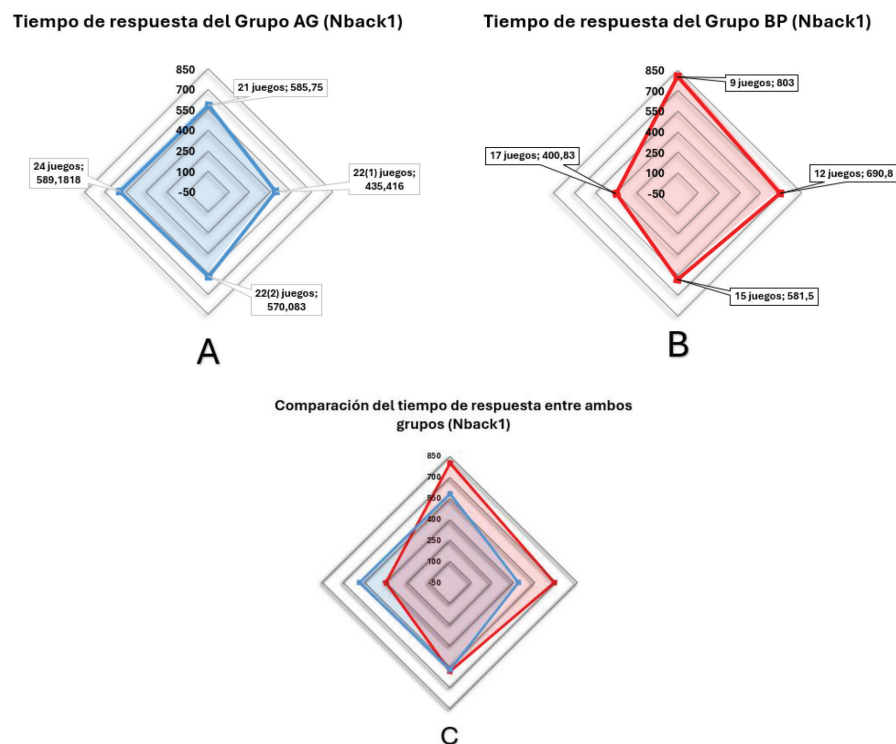 Tiempo de respuesta del Grupo AG (Nback1)
850
700
550
400
250
100
-50
21 juegos; 585,75
22(1) juegos;
435,416
22(2) juegos;
570,083
24 juegos;
589,1818
A
Tiempo de respuesta del Grupo BP (Nback1)
850
700
550
400
250
100
-50
9 juegos; 803
12 juegos; 690,8
15 juegos; 581,5
17 juegos; 400,83
B
Comparación del tiempo de respuesta entre ambos
grupos (Nback1)
850
700
550
400
250
100
-50
C